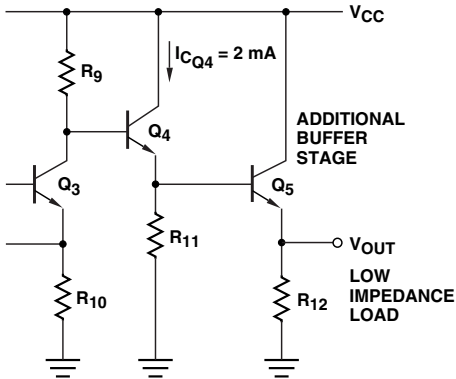 VCC
R9
ICQ4 = 2 mA
Q4
ADDITIONAL
BUFFER
STAGE
Q3
Q5
R11
VOUT
R10
R12
LOW
IMPEDANCE
LOAD